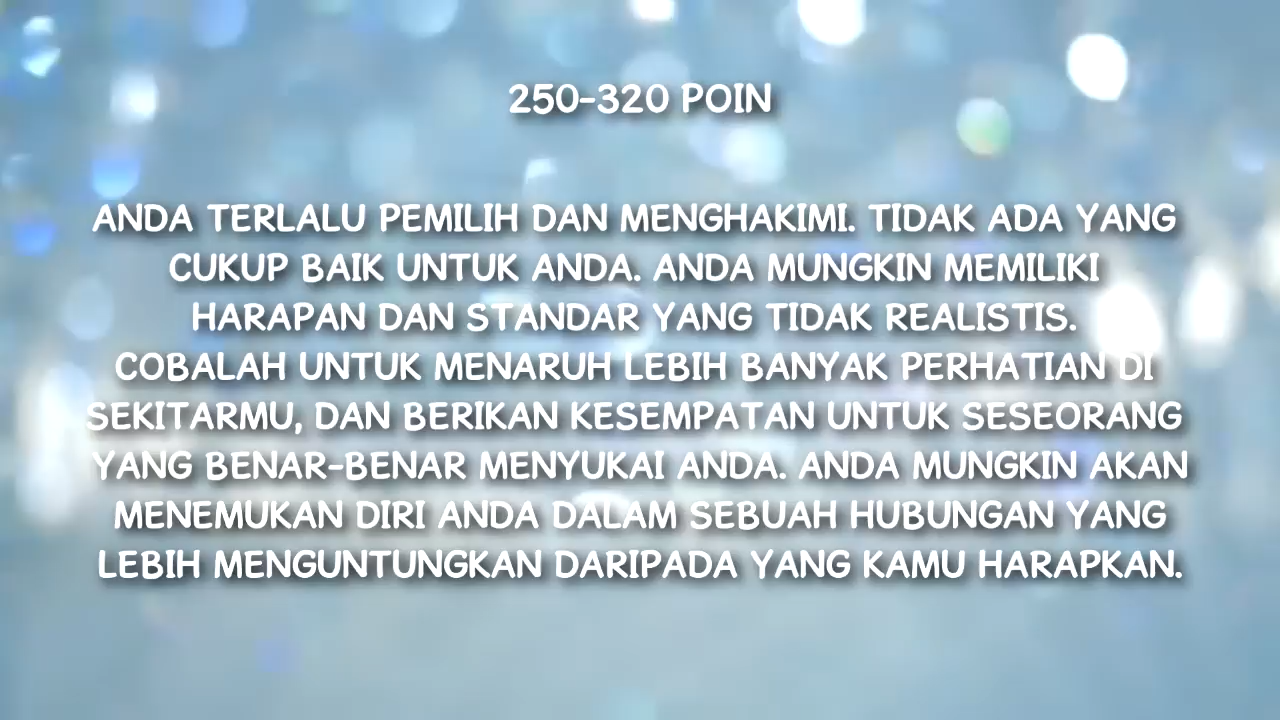 250-320 POIN
ANDA TERLALU PEMILIH DAN MENGHAKIMI. TIDAK ADA YANG
CUKUP BAIK UNTUK ANDA. ANDA MUNGKIN MEMILIKI
HARAPAN DAN STANDAR YANG TIDAK REALISTIS.
COBALAH UNTUK MENARUH LEBIH BANYAK PERHATIAN DI
SEKITARMU, DAN BERIKAN KESEMPATAN UNTUK SESEORANG
YANG BENAR-BENAR MENYUKAI ANDA. ANDA MUNGKIN AKAN
MENEMUKAN DIRI ANDA DALAM SEBUAH HUBUNGAN YANG
LEBIH MENGUNTUNGKAN DARIPADA YANG KAMU HARAPKAN.